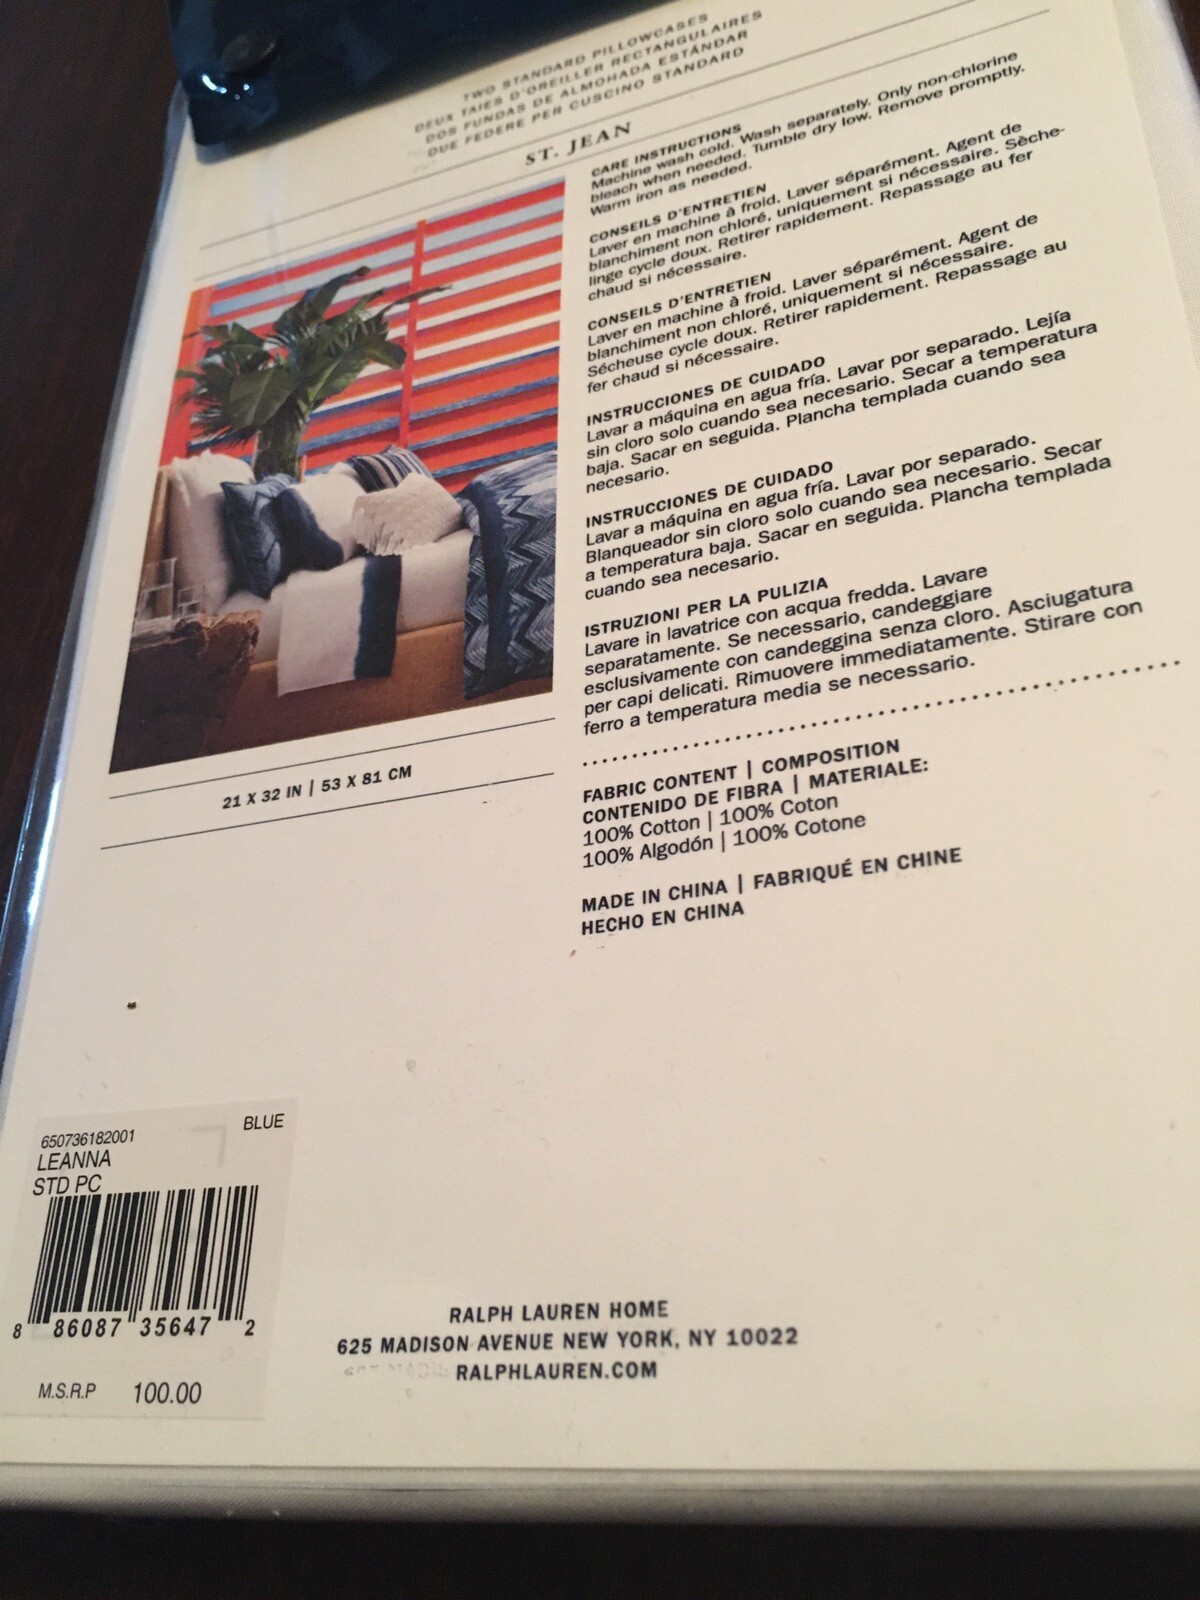 TWO STANDARD PILLOWCASES
DEUX TAIES D'OREILLER RECTANGULAIRES
DOS FUNDAS DE ALMOHADA ESTÁNDAR
DUE FEDERE PER CUSCINO STANDARD
ST. JEAN
CARE INSTRUCTIONS
Machine wash cold. Wash separately. Only non-chlorine
bleach when needed. Tumble dry low. Remove promptly.
Warm iron as needed.
CONSEILS D'ENTRETIEN
Laver en machine à froid. Laver séparément. Agent de
blanchiment non chloré, uniquement si nécessaire. Sèche-
linge cycle doux. Retirer rapidement. Repassage au fer
chaud si nécessaire.
CONSEILS D'ENTRETIEN
Laver en machine à froid. Laver séparément. Agent de
blanchiment non chloré, uniquement si nécessaire.
Sécheuse cycle doux. Retirer rapidement. Repassage au
fer chaud si nécessaire.
INSTRUCCIONES DE CUIDADO
Lavar a máquina en agua fría. Lavar por separado. Lejía
sin cloro solo cuando sea necesario. Secar a temperatura
baja. Sacar en seguida. Plancha templada cuando sea
necesario.
INSTRUCCIONES DE CUIDADO
Lavar a máquina en agua fría. Lavar por separado.
Blanqueador sin cloro solo cuando sea necesario. Secar
a temperatura baja. Sacar en seguida. Plancha templada
cuando sea necesario.
ISTRUZIONI PER LA PULIZIA
Lavare in lavatrice con acqua fredda. Lavare
separatamente. Se necessario, candeggiare
esclusivamente con candeggina senza cloro. Asciugatura
per capi delicati. Rimuovere immediatamente. Stirare con
ferro a temperatura media se necessario.
21 X 32 IN | 53 X 81 CM
FABRIC CONTENT | COMPOSITION
CONTENIDO DE FIBRA | MATERIALE:
100% Cotton | 100% Coton
100% Algodón | 100% Cotone
MADE IN CHINA | FABRIQUÉ EN CHINE
HECHO EN CHINA
650736182001 BLUE
LEANNA
STD PC
8 86087 35647 2
M.S.R.P 100.00
RALPH LAUREN HOME
625 MADISON AVENUE NEW YORK, NY 10022
RALPHLAUREN.COM